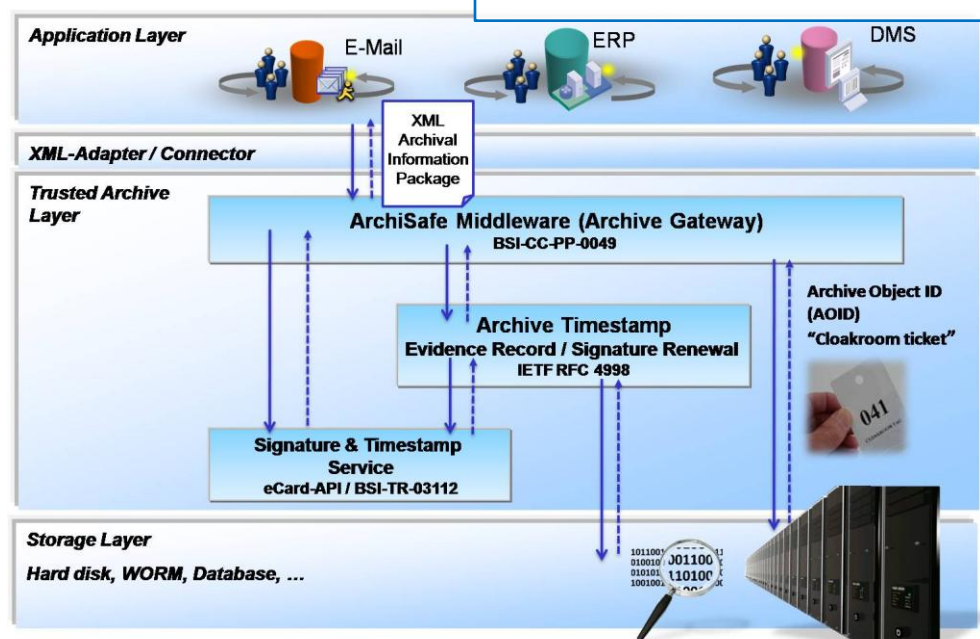 Application Layer
E-Mail
ERP
DMS
XML
Archival
Information
Package
XML-Adapter / Connector
Trusted Archive
Layer
ArchiSafe Middleware (Archive Gateway)
BSI-CC-PP-0049
Archive Object ID
(AOID)
“Cloakroom ticket”
041
Archive Timestamp
Evidence Record / Signature Renewal
IETF RFC 4998
Signature & Timestamp
Service
eCard-API / BSI-TR-03112
Storage Layer
Hard disk, WORM, Database, ...